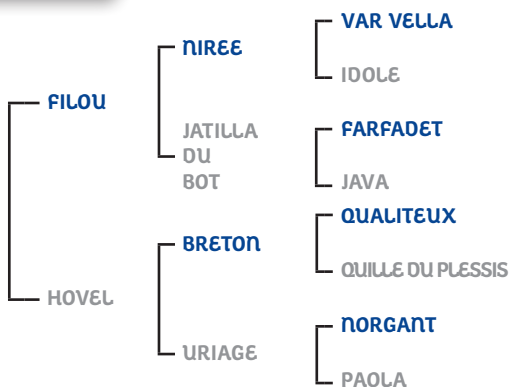 VAR VELLA
NIREE
IDOLE
FILOU
FARFADET
JATILLA
DU
BOT
JAVA
QUALITEUX
BRETON
QUILLE DU PLESSIS
HOVEL
NORGANT
URIAGE
PAOLA